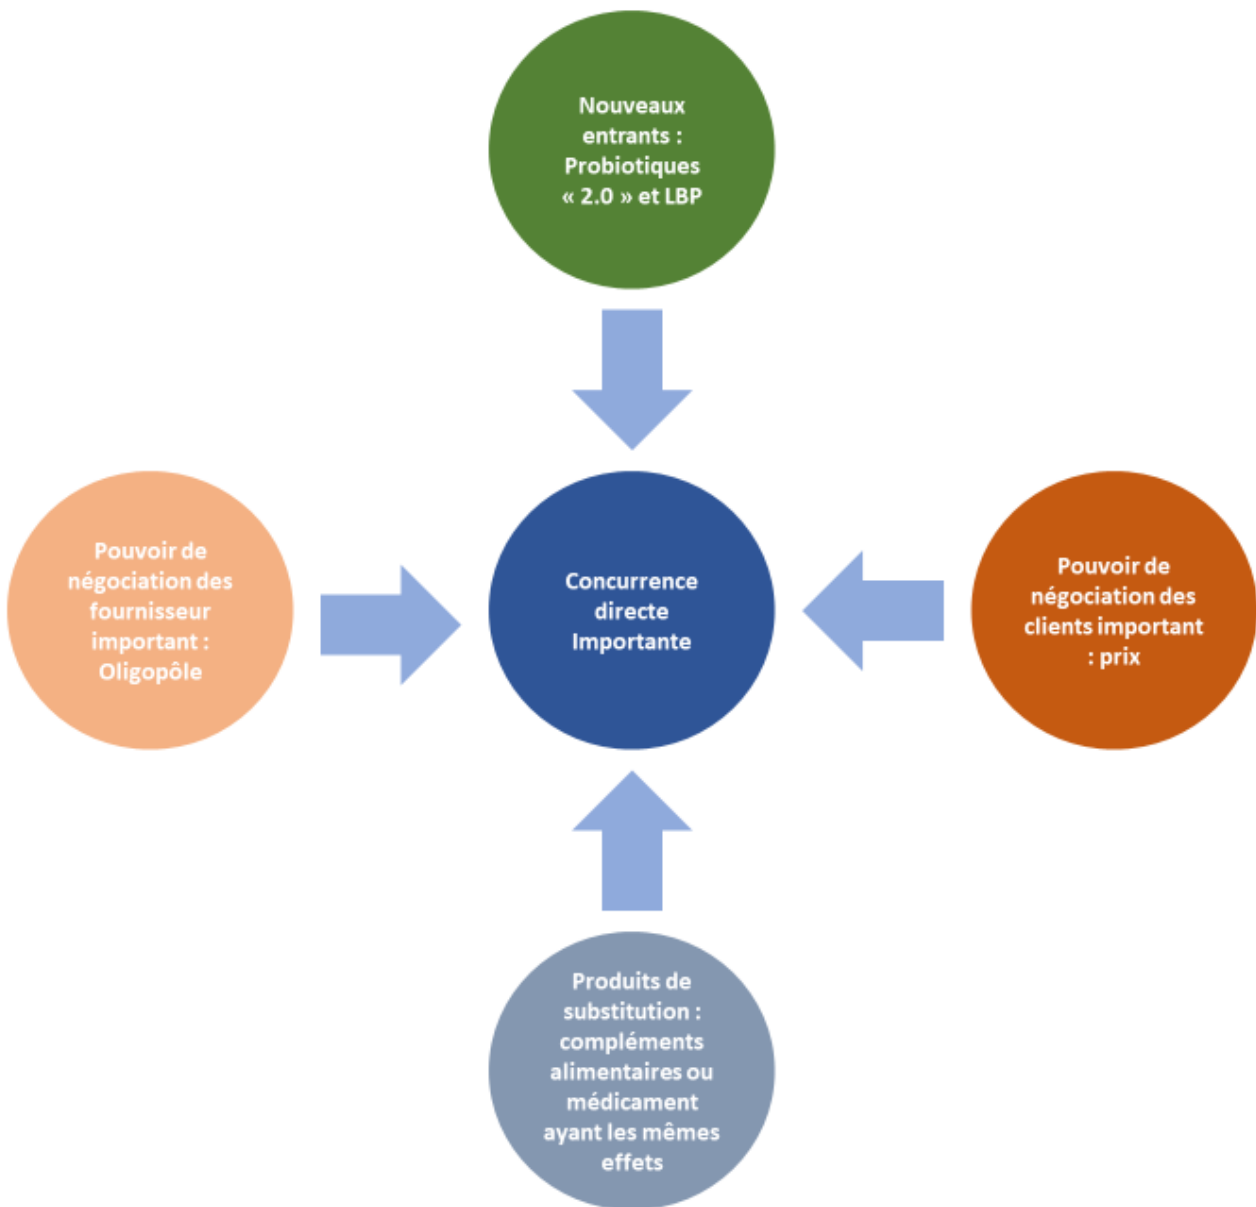 Nouveaux
entrants :
Probiotiques
« 2.0 » et LBP
Pouvoir de
négociation des
fournisseur
important :
Oligopôle
Concurrence
directe
Importante
Pouvoir de
négociation des
clients important
: prix
Produits de
substitution :
compléments
alimentaires ou
médicament
ayant les mêmes
effets